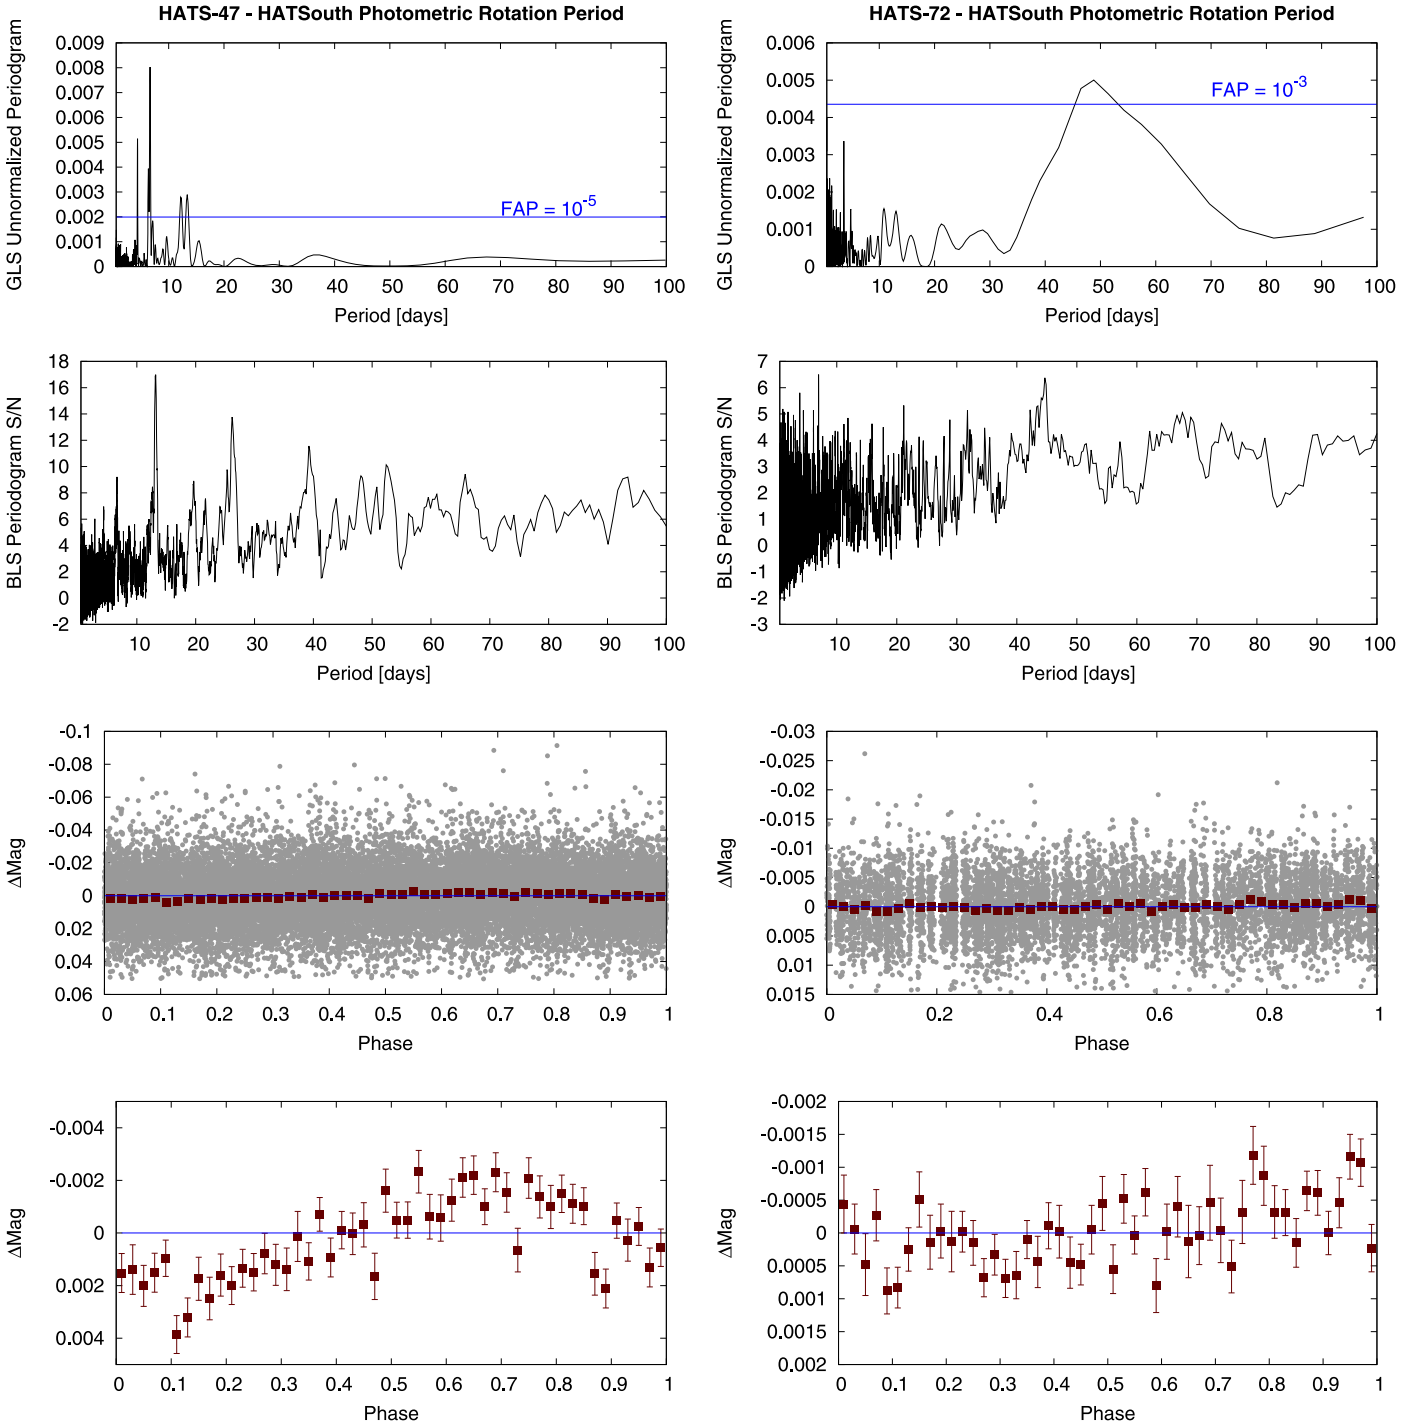 HATS-47 - HATSouth Photometric Rotation Period
GLS Unnormalized Periodgram
0.009
0.008
0.007
0.006
0.005
0.004
0.003
0.002
0.001
0
FAP = 10^-5
10 20 30 40 50 60 70 80 90 100
Period [days]
HATS-72 - HATSouth Photometric Rotation Period
GLS Unnormalized Periodgram
0.006
0.005
0.004
0.003
0.002
0.001
0
FAP = 10^-3
10 20 30 40 50 60 70 80 90 100
Period [days]
BLS Periodogram S/N
18
16
14
12
10
8
6
4
2
0
-2
10 20 30 40 50 60 70 80 90 100
Period [days]
BLS Periodogram S/N
7
6
5
4
3
2
1
0
-1
-2
-3
10 20 30 40 50 60 70 80 90 100
Period [days]
ΔMag
-0.1
-0.08
-0.06
-0.04
-0.02
0
0.02
0.04
0.06
0 0.1 0.2 0.3 0.4 0.5 0.6 0.7 0.8 0.9 1
Phase
ΔMag
-0.03
-0.025
-0.02
-0.015
-0.01
-0.005
0
0.005
0.01
0.015
0 0.2 0.4 0.6 0.8 1
Phase
ΔMag
-0.004
-0.002
0
0.002
0.004
0 0.1 0.2 0.3 0.4 0.5 0.6 0.7 0.8 0.9 1
Phase
ΔMag
-0.002
-0.0015
-0.001
-0.0005
0
0.0005
0.001
0.0015
0.002
0 0.1 0.2 0.3 0.4 0.5 0.6 0.7 0.8 0.9 1
Phase